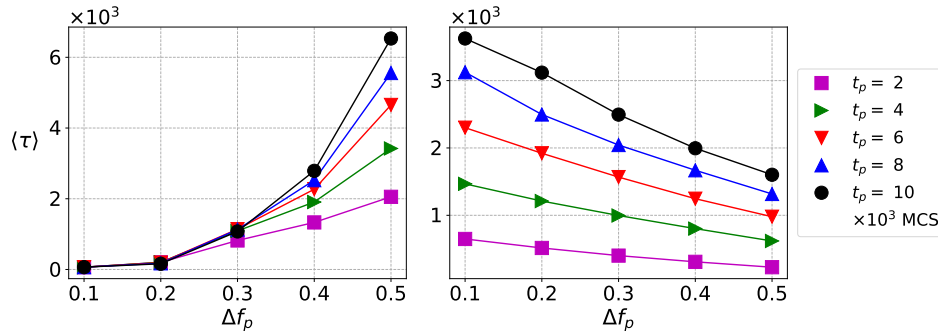 ×10³
6
4
2
0
⟨τ⟩
0.1 0.2 0.3 0.4 0.5
Δf_p
×10³
3
2
1
0.1 0.2 0.3 0.4 0.5
Δf_p
t_p = 2
t_p = 4
t_p = 6
t_p = 8
t_p = 10
×10³ MCS